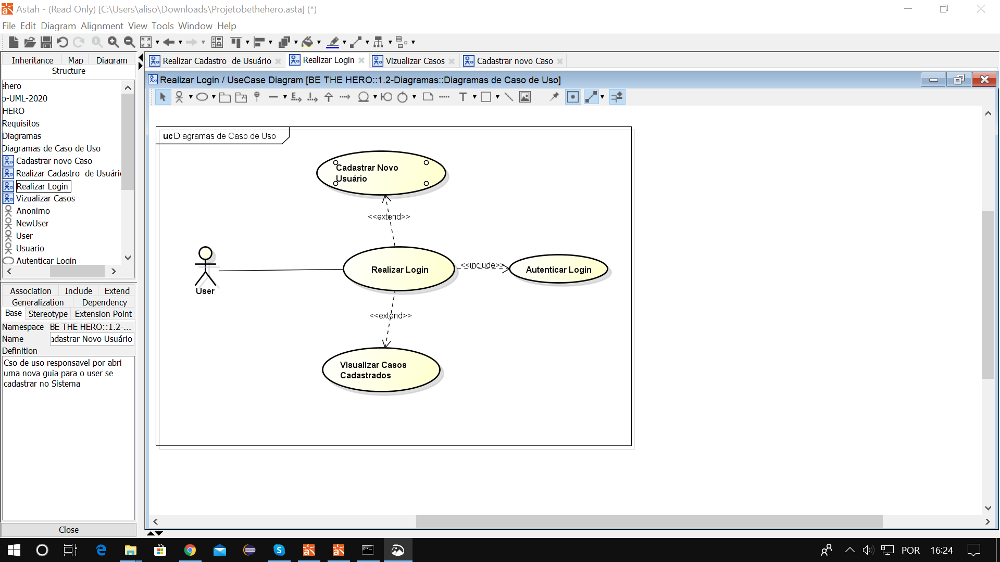 Astah - (Read Only) [C:\Users\aliso\Downloads\Projetobethehero.asta] (*)
File Edit Diagram Alignment View Tools Window Help
Inheritance Map Diagram
Structure
ehero
o-UML-2020
HERO
Requisitos
Diagramas
Diagramas de Caso de Uso
Cadastrar novo Caso
Realizar Cadastro de Usuári
Realizar Login
Vizualizar Casos
Anonimo
NewUser
User
Usuario
Autenticar Login
Association Include Extend
Generalization Dependency
Base Stereotype Extension Point
Namespace BE THE HERO::1.2-...
Name adastrar Novo Usuário
Definition
Cso de uso responsavel por abri
uma nova guia para o user se
cadastrar no Sistema
Close
Realizar Cadastro de Usuário
Realizar Login
Vizualizar Casos
Cadastrar novo Caso
Realizar Login / UseCase Diagram [BE THE HERO::1.2-Diagramas::Diagramas de Caso de Uso]
uc Diagramas de Caso de Uso
Cadastrar Novo
Usuário
<<extend>>
User
Realizar Login
<<include>>
Autenticar Login
<<extend>>
Visualizar Casos
Cadastrados
POR 16:24